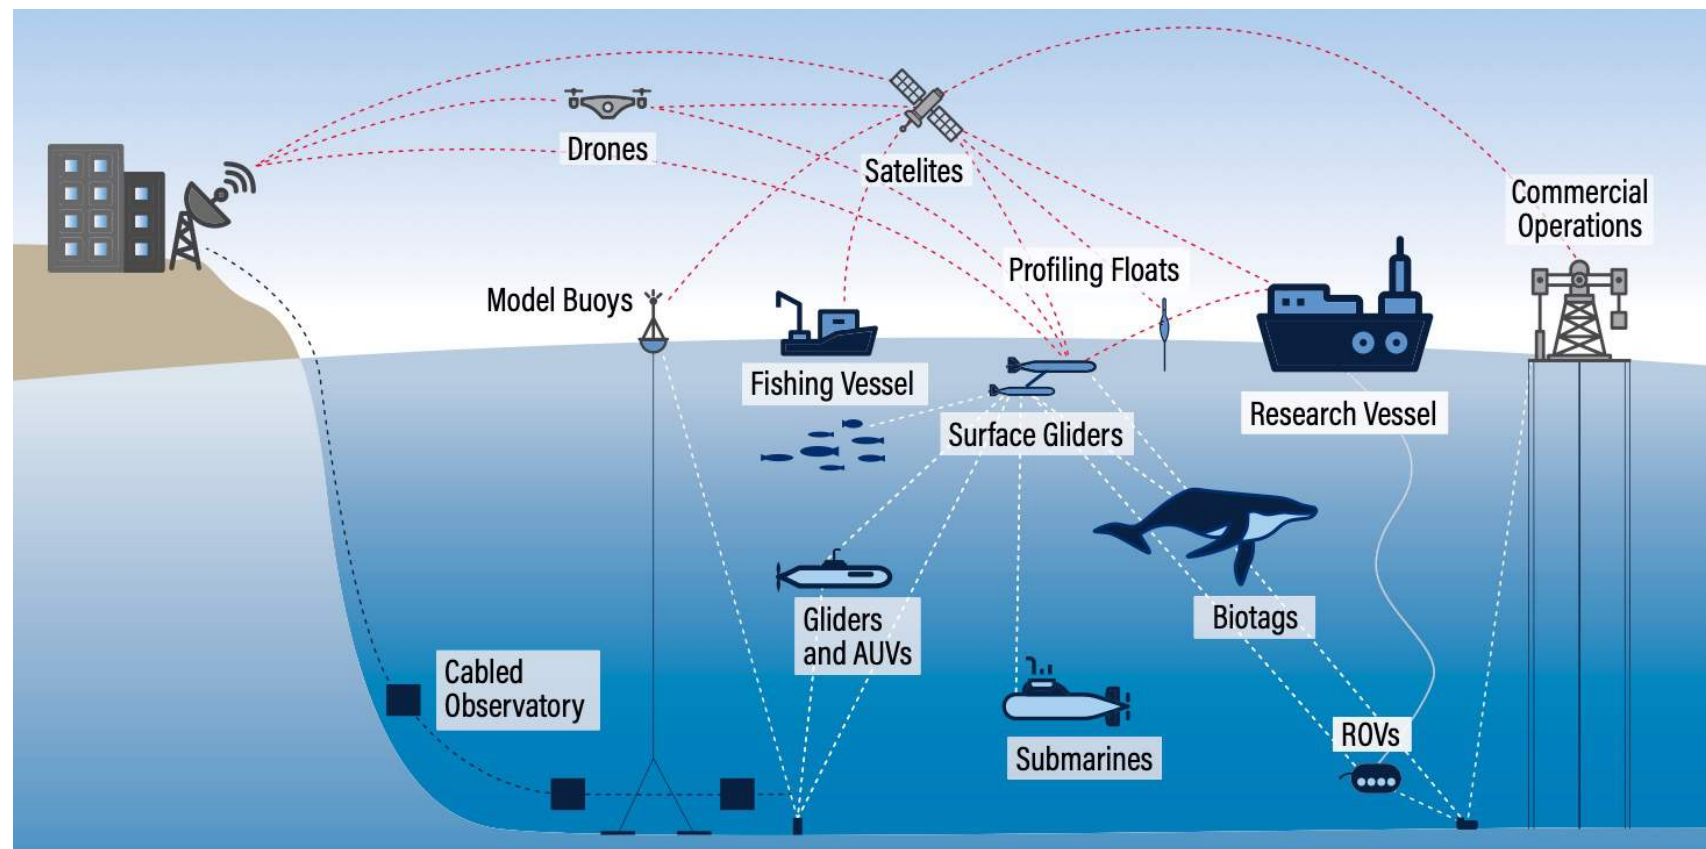 Drones
Satelites
Commercial
Operations
Profiling Floats
Model Buoys
Fishing Vessel
Research Vessel
Surface Gliders
Gliders
and AUVs
Biotags
Cabled
Observatory
ROVs
Submarines